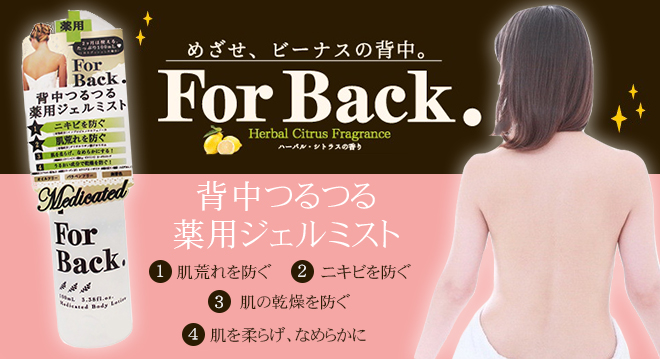 めざせ、ビーナスの背中。
For Back.
Herbal Citrus Fragrance
ハーバル・シトラスの香り
背中つるつる
薬用ジェルミスト
1 肌荒れを防ぐ 2 ニキビを防ぐ
3 肌の乾燥を防ぐ
4 肌を柔らげ、なめらかに
薬用
For
Back.
背中つるつる
薬用ジェルミスト
1 ニキビを防ぐ
2 肌荒れを防ぐ
Medicated
For
Back.
100mL 3.38fl.oz.
Medicated Body Lotion